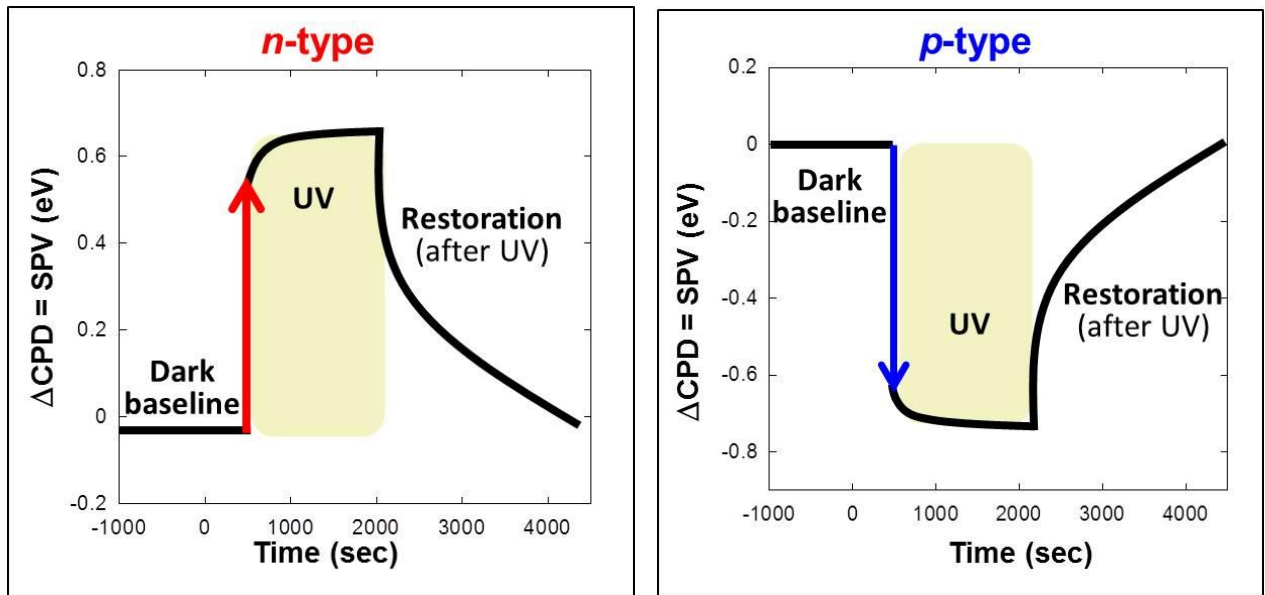 n-type
0.8
0.6
0.4
0.2
0
-0.2
ΔCPD = SPV (eV)
UV
Restoration
(after UV)
Dark
baseline
-1000 0 1000 2000 3000 4000
Time (sec)
p-type
0.2
0
-0.2
-0.4
-0.6
-0.8
ΔCPD = SPV (eV)
Dark
baseline
UV
Restoration
(after UV)
-1000 0 1000 2000 3000 4000
Time (sec)